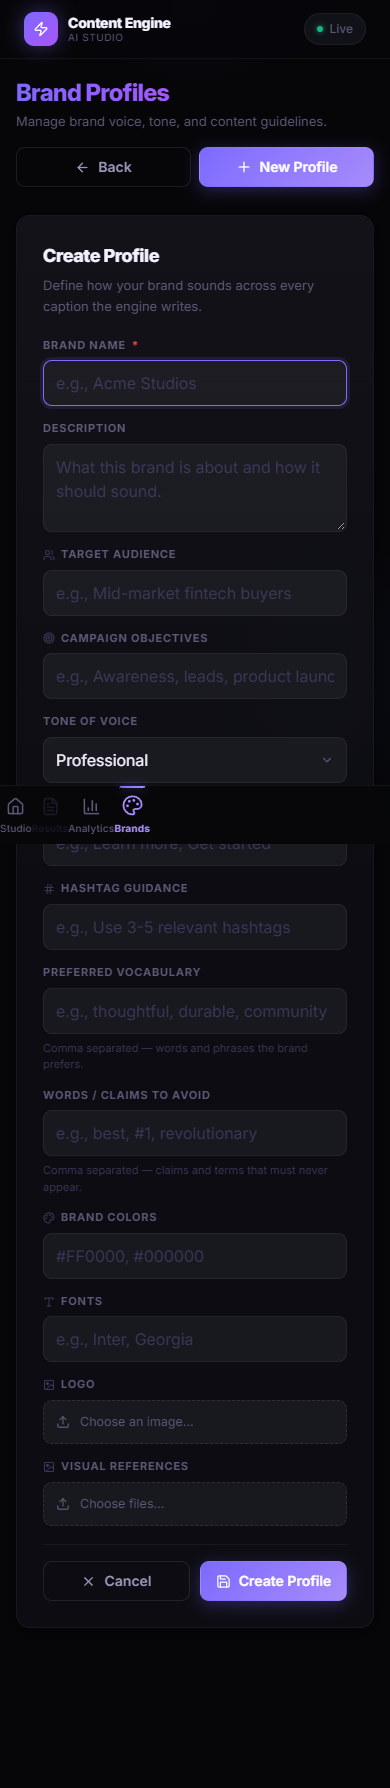 Content Engine
AI STUDIO
Live
Brand Profiles
Manage brand voice, tone, and content guidelines.
Back
New Profile
Create Profile
Define how your brand sounds across every
caption the engine writes.
BRAND NAME *
e.g., Acme Studios
DESCRIPTION
What this brand is about and how it
should sound.
TARGET AUDIENCE
e.g., Mid-market fintech buyers
CAMPAIGN OBJECTIVES
e.g., Awareness, leads, product launc
TONE OF VOICE
Professional
Studio
Results
Analytics
Brands
e.g., Learn more, Get started
HASHTAG GUIDANCE
e.g., Use 3-5 relevant hashtags
PREFERRED VOCABULARY
e.g., thoughtful, durable, community
Comma separated — words and phrases the brand
prefers.
WORDS / CLAIMS TO AVOID
e.g., best, #1, revolutionary
Comma separated — claims and terms that must never
appear.
BRAND COLORS
#FF0000, #000000
FONTS
e.g., Inter, Georgia
LOGO
Choose an image...
VISUAL REFERENCES
Choose files...
Cancel
Create Profile